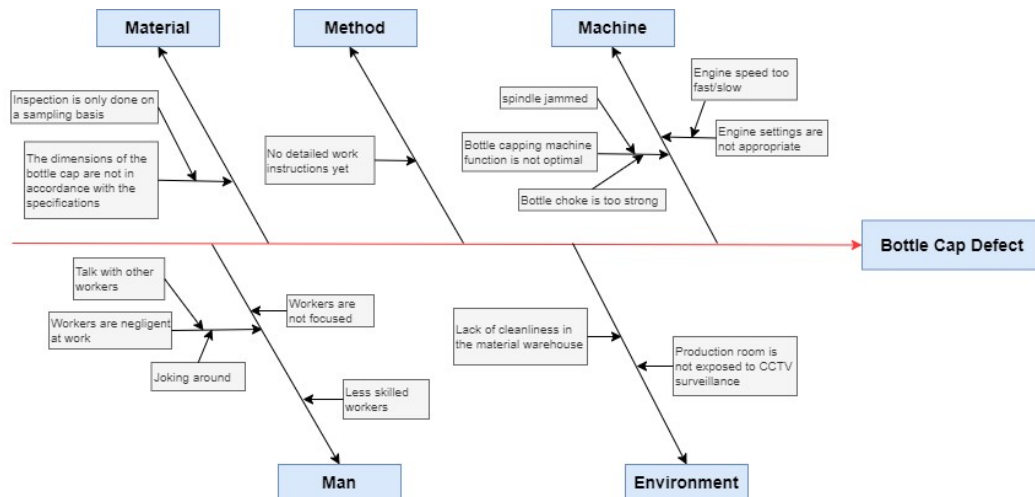 Material
Method
Machine
Inspection is only done on
a sampling basis
The dimensions of the
bottle cap are not in
accordance with the
specifications
No detailed work
instructions yet
spindle jammed
Bottle capping machine
function is not optimal
Bottle choke is too strong
Engine speed too
fast/slow
Engine settings are
not appropriate
Bottle Cap Defect
Talk with other
workers
Workers are negligent
at work
Joking around
Workers are
not focused
Less skilled
workers
Lack of cleanliness in
the material warehouse
Production room is
not exposed to CCTV
surveillance
Man
Environment